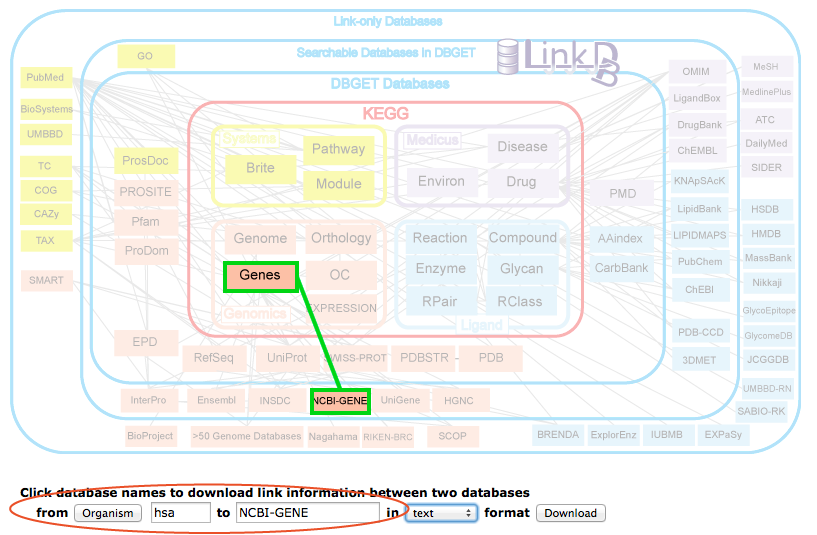 Link-only Databases
Searchable Databases in DBGET
LinkDB
DBGET Databases
KEGG
GO
PubMed
BioSystems
UMBBD
TC
COG
CAZy
TAX
SMART
ProsDoc
PROSITE
Pfam
ProDom
EPD
Systems
Brite
Pathway
Module
Medicus
Disease
Environ
Drug
Genome
Orthology
Genes
OC
EXPRESSION
Genomics
Reaction
Compound
Enzyme
Glycan
RPair
RClass
Ligand
PMD
AAindex
CarbBank
OMIM
LigandBox
DrugBank
ChEMBL
KNApSAcK
LipidBank
LIPIDMAPS
PubChem
ChEBI
PDB-CCD
3DMET
MeSH
MedlinePlus
ATC
DailyMed
SIDER
HSDB
HMDB
MassBank
Nikkaji
GlycoEpitope
GlycomeDB
JCGGDB
UMBBD-RN
SABIO-RK
RefSeq
UniProt
SWISS-PROT
PDBSTR
PDB
InterPro
Ensembl
INSDC
NCBI-GENE
UniGene
HGNC
BioProject
>50 Genome Databases
Nagahama
RIKEN-BRC
SCOP
BRENDA
ExplorEnz
IUBMB
EXPaSy
Click database names to download link information between two databases
from Organism hsa to NCBI-GENE in text format Download